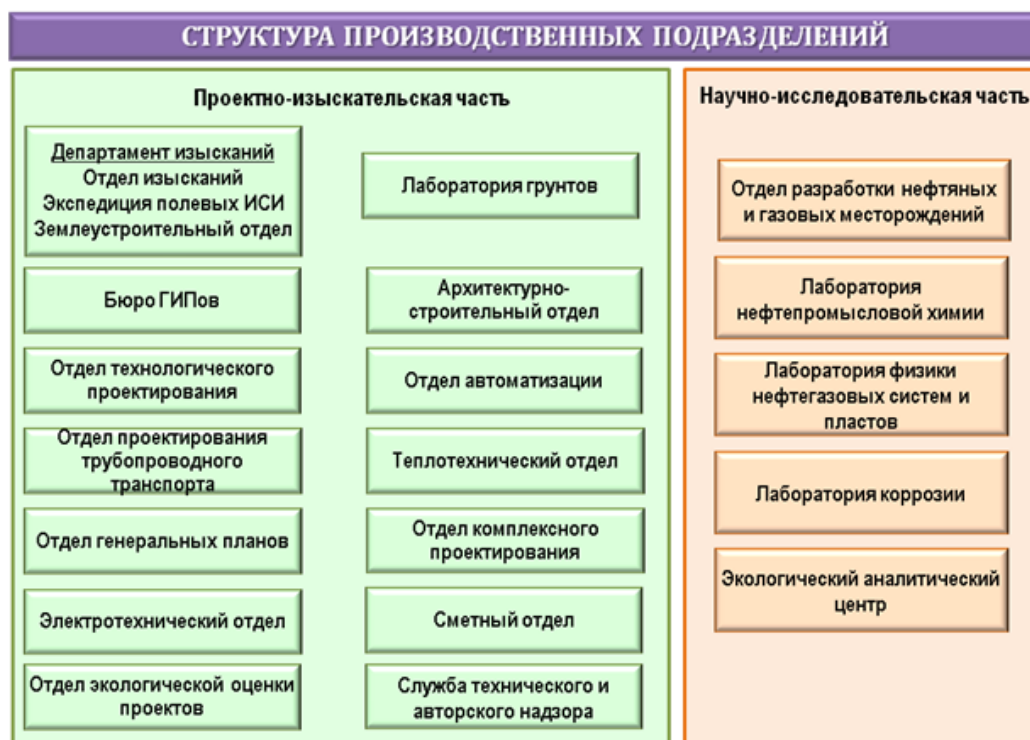 СТРУКТУРА ПРОИЗВОДСТВЕННЫХ ПОДРАЗДЕЛЕНИЙ
Проектно-изыскательская часть
Департамент изысканий
Отдел изысканий
Экспедиция полевых ИСИ
Землеустроительный отдел
Лаборатория грунтов
Бюро ГИПов
Архитектурно-
строительный отдел
Отдел технологического
проектирования
Отдел автоматизации
Отдел проектирования
трубопроводного
транспорта
Теплотехнический отдел
Отдел генеральных планов
Отдел комплексного
проектирования
Электротехнический отдел
Сметный отдел
Отдел экологической оценки
проектов
Служба технического и
авторского надзора
Научно-исследовательская часть
Отдел разработки нефтяных
и газовых месторождений
Лаборатория
нефтепромысловой химии
Лаборатория физики
нефтегазовых систем и
пластов
Лаборатория коррозии
Экологический аналитический
центр